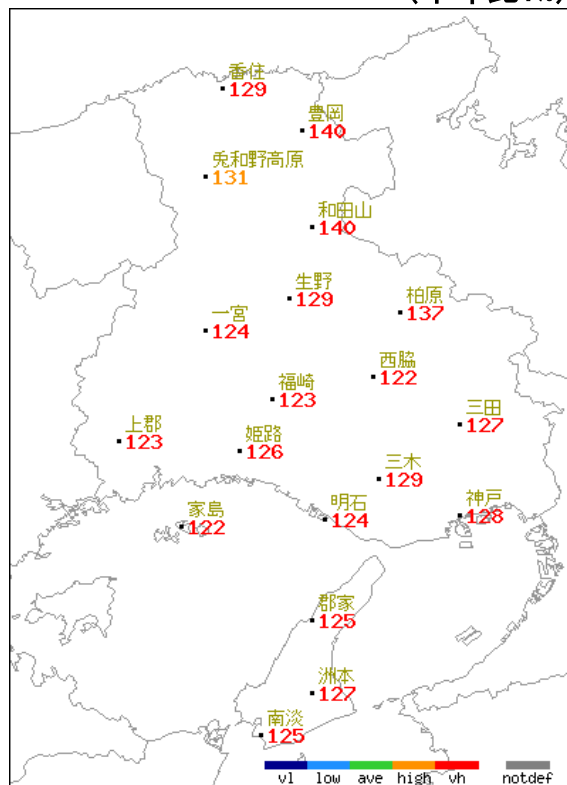 香住
129
豊岡
140
兎和野高原
131
和田山
140
生野
129
柏原
137
一宮
124
西脇
122
福崎
123
三田
127
上郡
123
姫路
126
三木
129
家島
122
明石
124
神戸
128
郡家
125
洲本
127
南淡
125
vl low ave high vh notdef